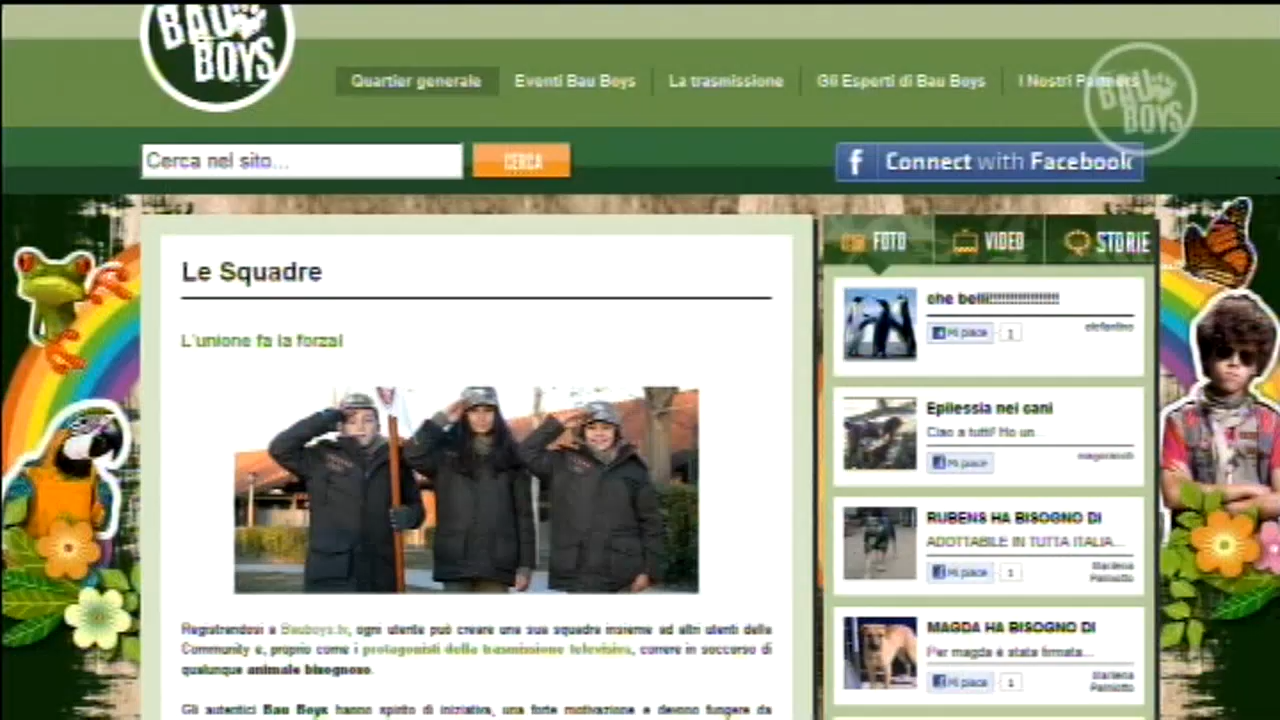 BAU
BOYS
Quartier generale
Eventi Bau Boys
La trasmissione
Gli Esperti di Bau Boys
I Nostri Partners
BAU
BOYS
Cerca nel sito...
CERCA
f Connect with Facebook
FOTO
VIDEO
STORIE
Le Squadre
L'unione fa la forza!
Registrandosi a Bauboys.tv, ogni utente può creare una sua squadra insieme ad altri utenti della
Community e, proprio come i protagonisti della trasmissione televisiva, correre in soccorso di
qualunque animale bisognoso.
Gli autentici Bau Boys hanno spirito di iniziativa, una forte motivazione e devono fungere da
che belli!!!!!!!!!!!!!!!!!!!
Mi piace 1
elefantino
Epilessia nei cani
Ciao a tutti! Ho un...
Mi piace
RUBENS HA BISOGNO DI
ADOTTABILE IN TUTTA ITALIA...
Mi piace 1
MAGDA HA BISOGNO DI
Per magda è stata firmata...
Mi piace 1